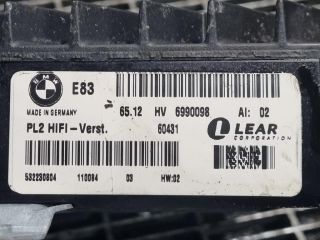 BMW E83
MADE IN GERMANY 65.12 HV 6990098 AI: 02
PL2 HIFI-Verst. 60431 LEAR
CORPORATION
532230804 110084 03 HW:02